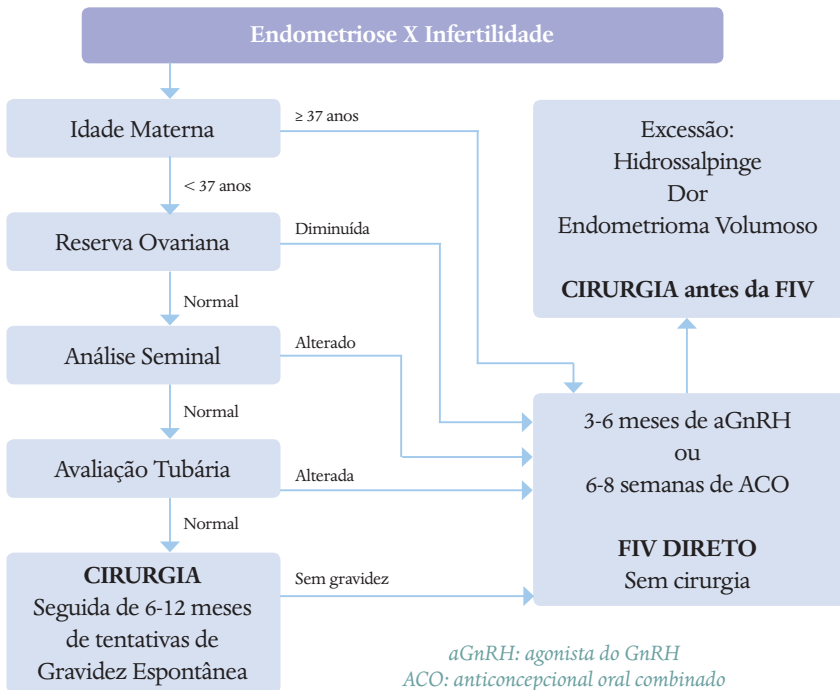 Endometriose X Infertilidade
Idade Materna
≥ 37 anos
< 37 anos
Reserva Ovariana
Diminuída
Normal
Análise Seminal
Alterado
Normal
Avaliação Tubária
Alterada
Normal
CIRURGIA
Seguida de 6-12 meses
de tentativas de
Gravidez Espontânea
Sem gravidez
Excessão:
Hidrossalpinge
Dor
Endometrioma Volumoso
CIRURGIA antes da FIV
3-6 meses de aGnRH
ou
6-8 semanas de ACO
FIV DIRETO
Sem cirurgia
aGnRH: agonista do GnRH
ACO: anticoncepcional oral combinado